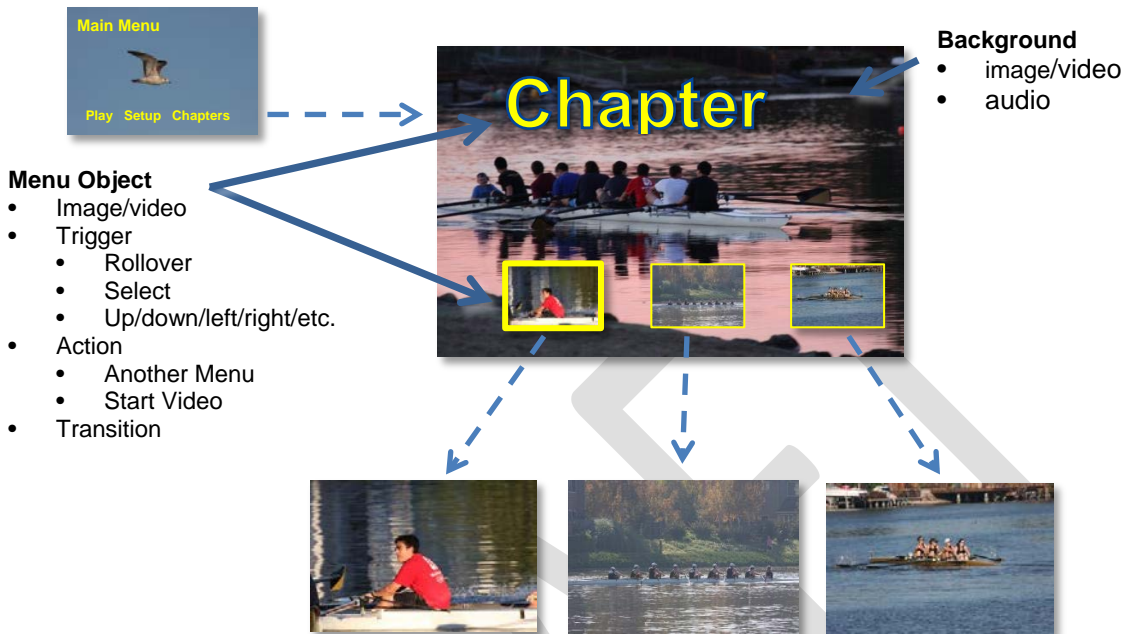 Main Menu
Play Setup Chapters
Chapter
Background
• image/video
• audio
Menu Object
• Image/video
• Trigger
• Rollover
• Select
• Up/down/left/right/etc.
• Action
• Another Menu
• Start Video
• Transition